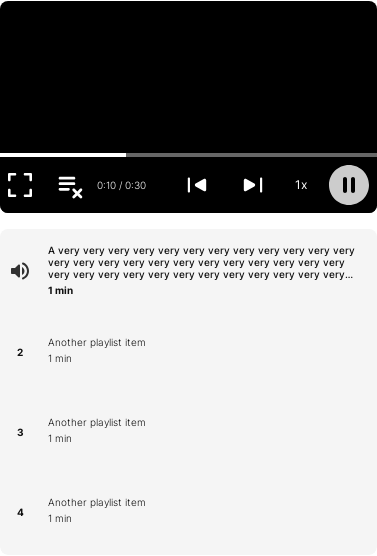 0:10 / 0:30
1x
A very very very very very very very very very very very very
very very very very very very very very very very very very
very very very very very very very very very very very very...
1 min
2
Another playlist item
1 min
3
Another playlist item
1 min
4
Another playlist item
1 min